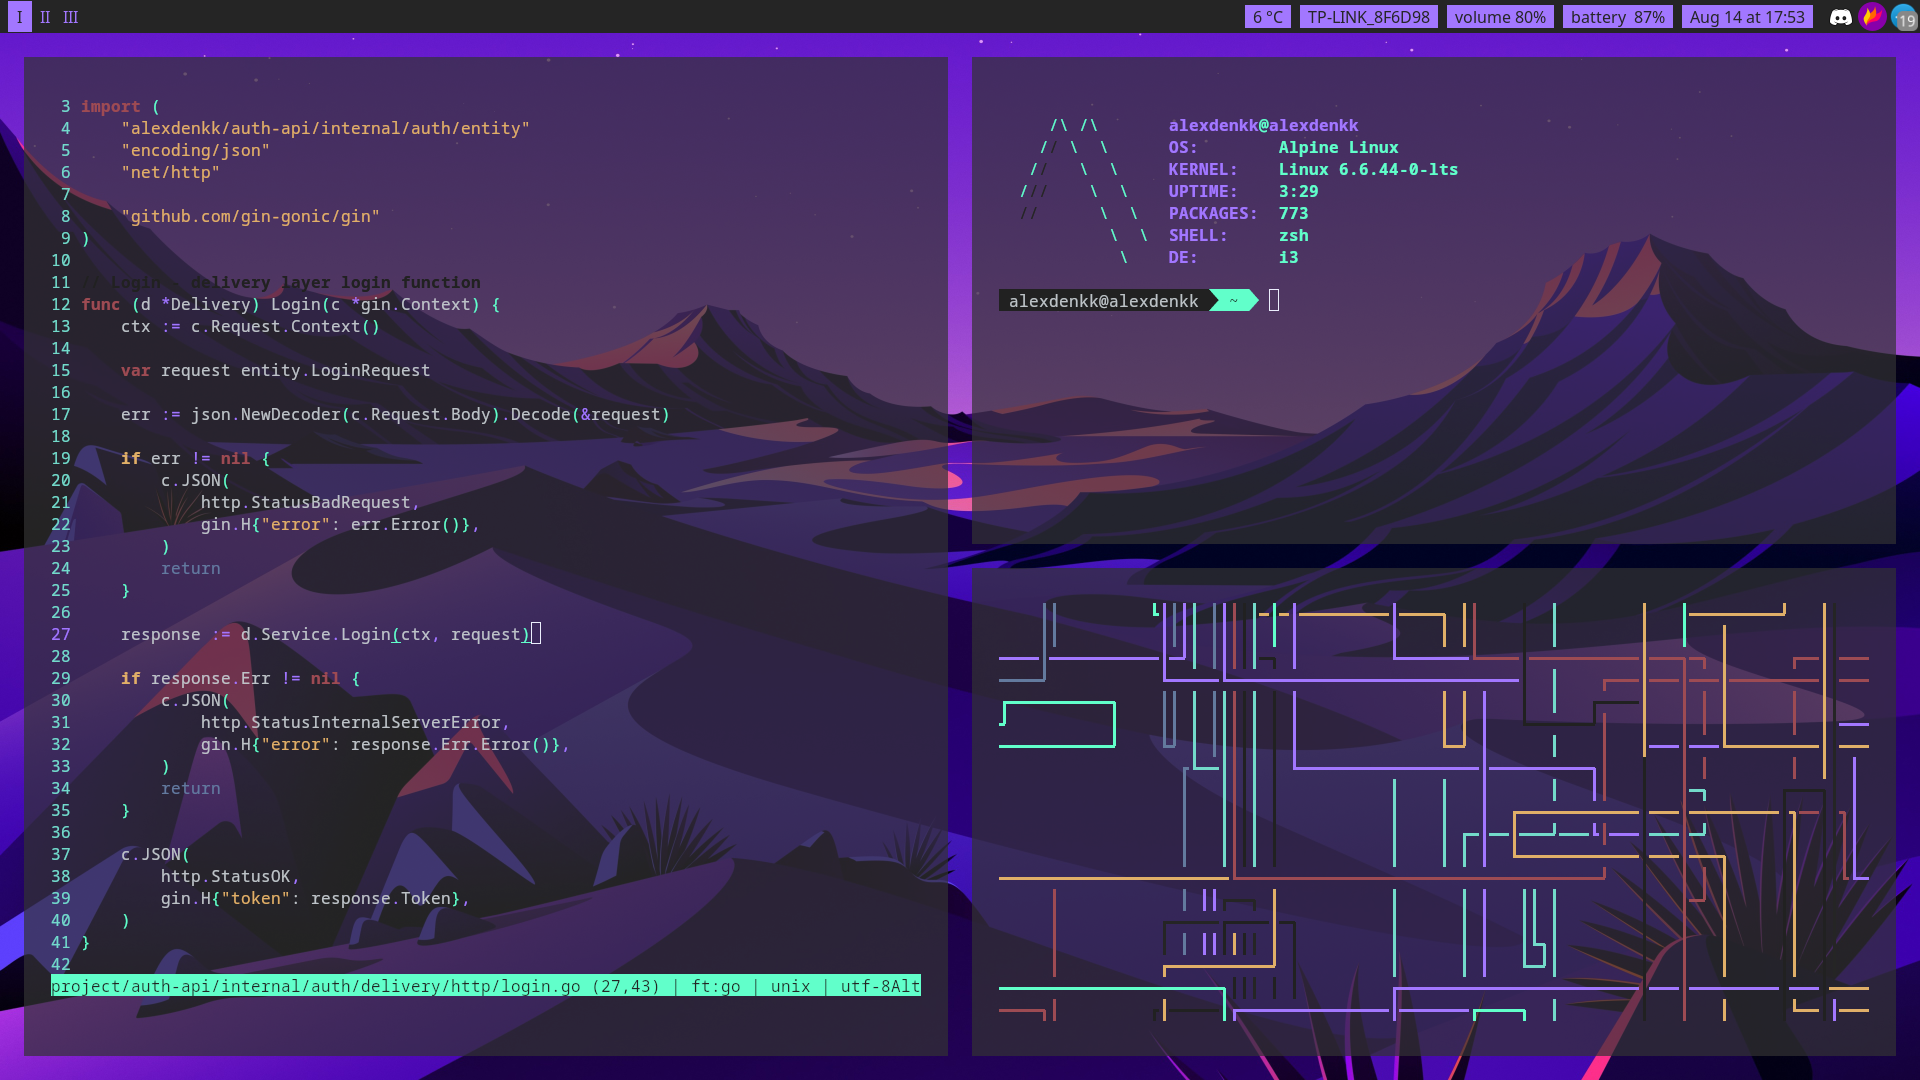 I II III
6 °C TP-LINK_8F6D98 volume 80% battery 87% Aug 14 at 17:53 19
3 import (
4     "alexdenkk/auth-api/internal/auth/entity"
5     "encoding/json"
6     "net/http"
7
8     "github.com/gin-gonic/gin"
9 )
10
11 // Login - delivery layer login function
12 func (d *Delivery) Login(c *gin.Context) {
13     ctx := c.Request.Context()
14
15     var request entity.LoginRequest
16
17     err := json.NewDecoder(c.Request.Body).Decode(&request)
18
19     if err != nil {
20         c.JSON(
21             http.StatusBadRequest,
22             gin.H{"error": err.Error()},
23         )
24         return
25     }
26
27     response := d.Service.Login(ctx, request)
28
29     if response.Err != nil {
30         c.JSON(
31             http.StatusInternalServerError,
32             gin.H{"error": response.Err.Error()},
33         )
34         return
35     }
36
37     c.JSON(
38         http.StatusOK,
39         gin.H{"token": response.Token},
40     )
41 }
42
project/auth-api/internal/auth/delivery/http/login.go (27,43) | ft:go | unix | utf-8Alt
alexdenkk@alexdenkk
OS: Alpine Linux
KERNEL: Linux 6.6.44-0-lts
UPTIME: 3:29
PACKAGES: 773
SHELL: zsh
DE: i3
alexdenkk@alexdenkk ~